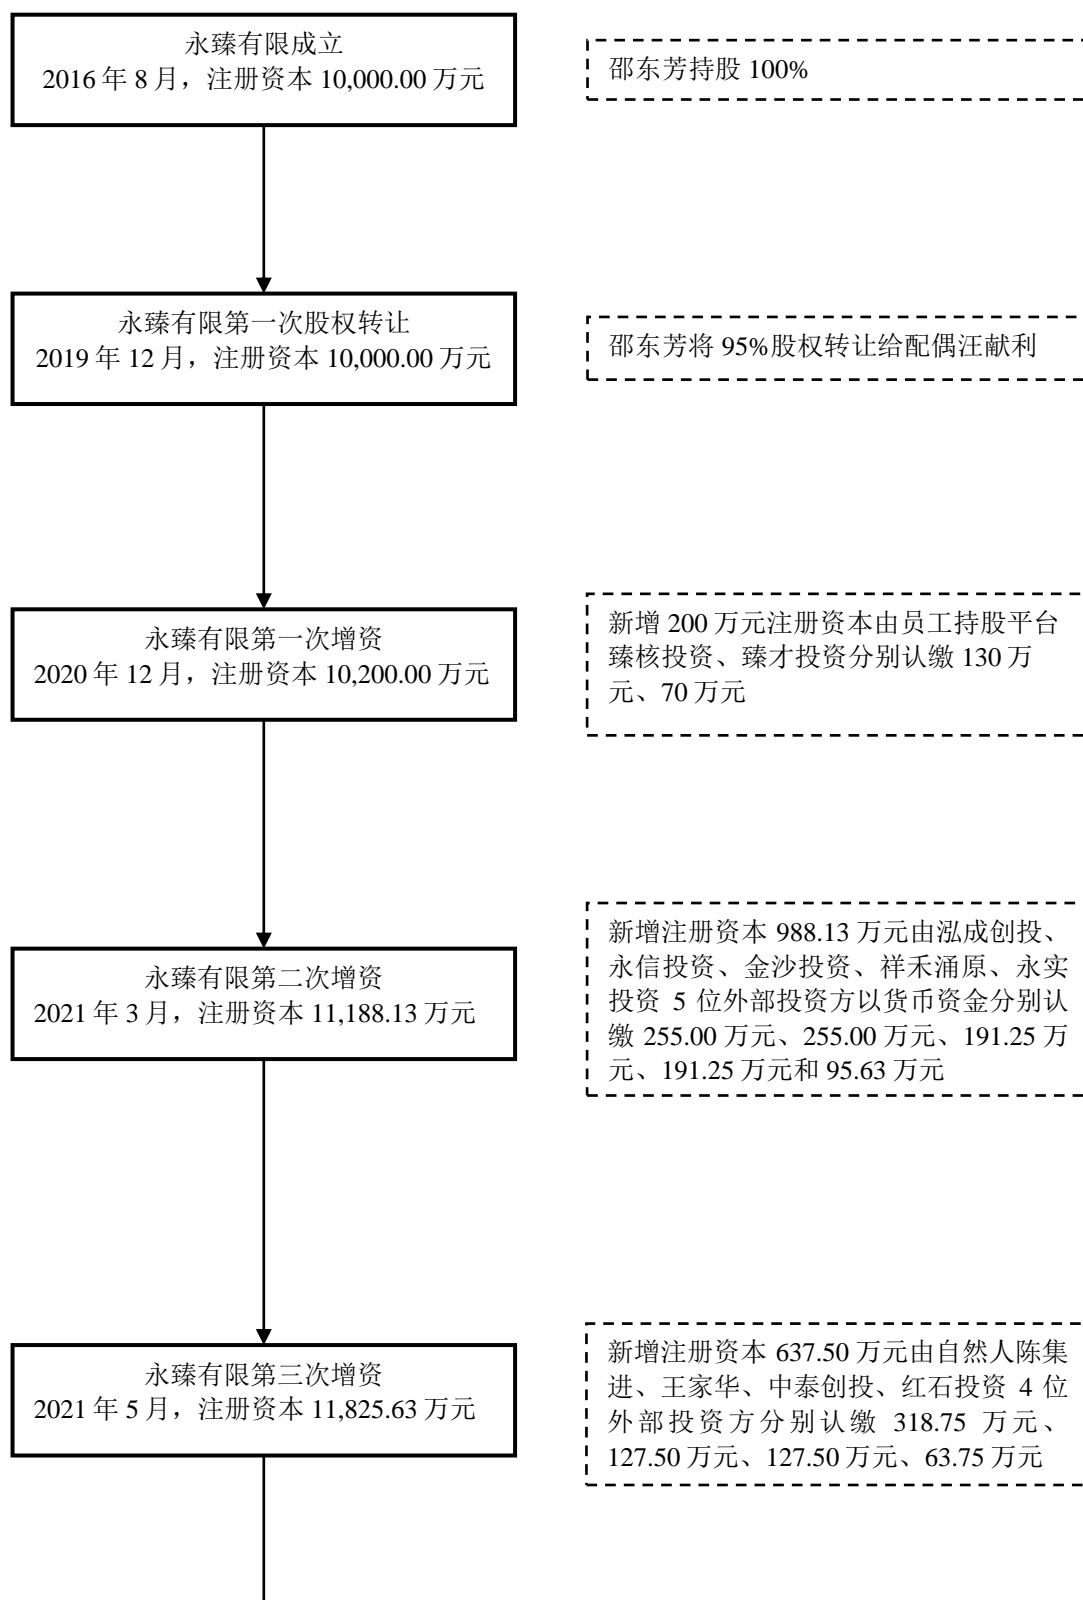 永臻有限成立
2016 年 8 月，注册资本 10,000.00 万元
邵东芳持股 100%
永臻有限第一次股权转让
2019 年 12 月，注册资本 10,000.00 万元
邵东芳将 95%股权转让给配偶汪献利
永臻有限第一次增资
2020 年 12 月，注册资本 10,200.00 万元
新增 200 万元注册资本由员工持股平台
臻核投资、臻才投资分别认缴 130 万
元、70 万元
永臻有限第二次增资
2021 年 3 月，注册资本 11,188.13 万元
新增注册资本 988.13 万元由泓成创投、
永信投资、金沙投资、祥禾涌原、永实
投资 5 位外部投资方以货币资金分别认
缴 255.00 万元、255.00 万元、191.25 万
元、191.25 万元和 95.63 万元
永臻有限第三次增资
2021 年 5 月，注册资本 11,825.63 万元
新增注册资本 637.50 万元由自然人陈集
进、王家华、中泰创投、红石投资 4 位
外部投资方分别认缴 318.75 万元、
127.50 万元、127.50 万元、63.75 万元